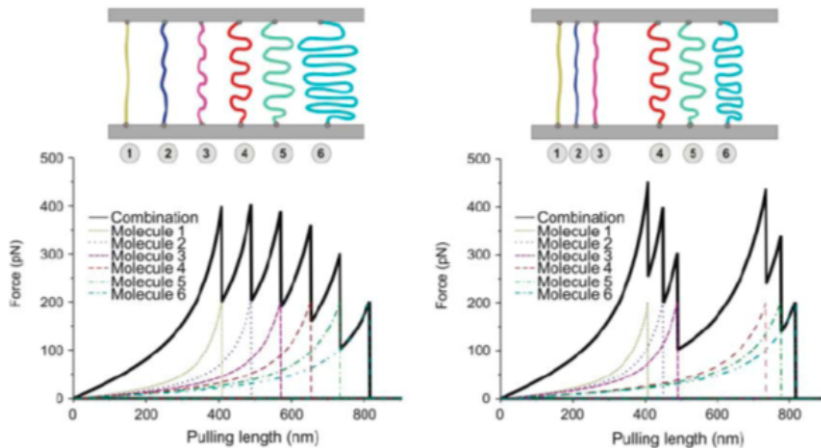 1 2 3 4 5 6
500
400
300
200
100
0
Force (pN)
Combination
Molecule 1
Molecule 2
Molecule 3
Molecule 4
Molecule 5
Molecule 6
0 200 400 600 800
Pulling length (nm)
1 2 3 4 5 6
500
400
300
200
100
0
Force (pN)
Combination
Molecule 1
Molecule 2
Molecule 3
Molecule 4
Molecule 5
Molecule 6
0 200 400 600 800
Pulling length (nm)